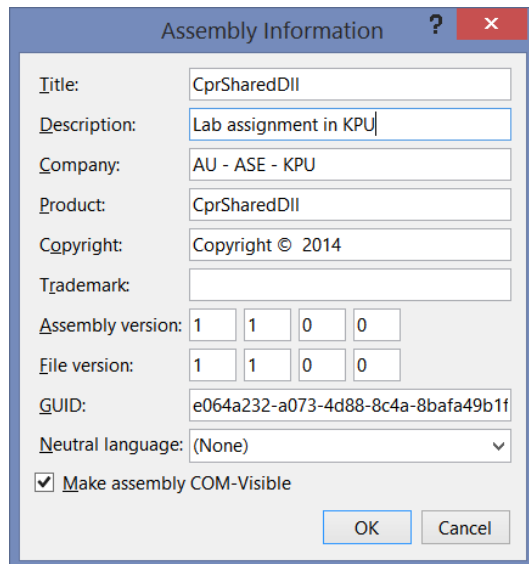 Assembly Information ? ×
Title: CprSharedDll
Description: Lab assignment in KPU
Company: AU - ASE - KPU
Product: CprSharedDll
Copyright: Copyright © 2014
Trademark:
Assembly version: 1 1 0 0
File version: 1 1 0 0
GUID: e064a232-a073-4d88-8c4a-8bafa49b1f
Neutral language: (None)
Make assembly COM-Visible
OK Cancel